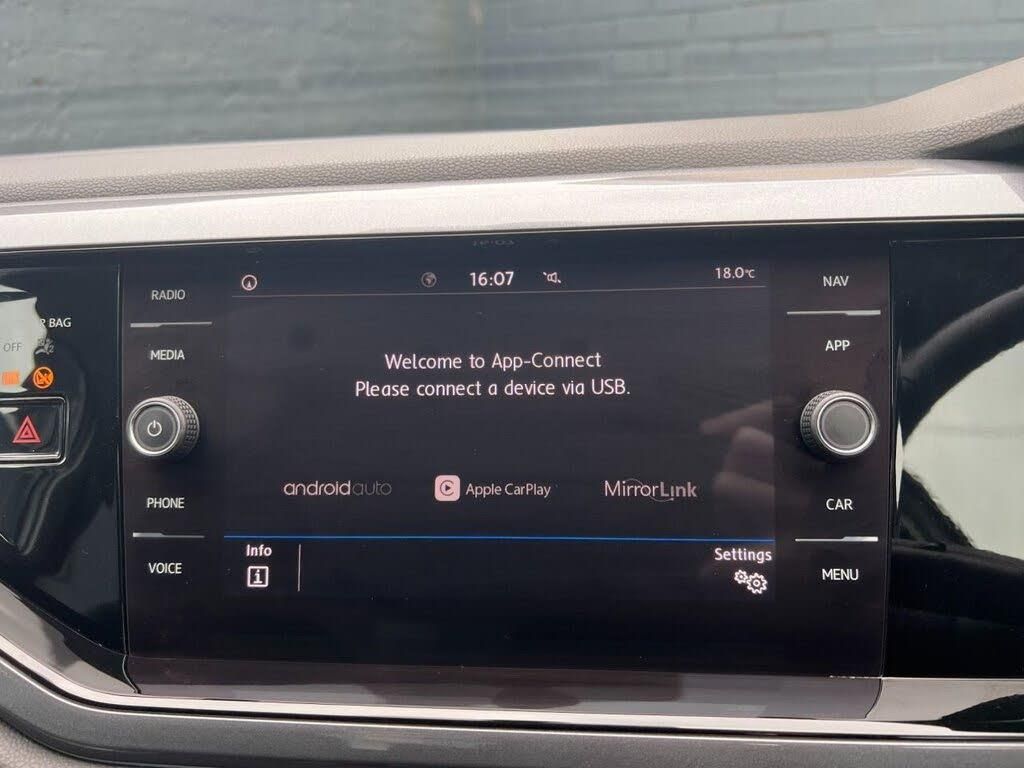 16:07
18.0°C
RADIO
NAV
BAG
MEDIA
APP
OFF
Welcome to App-Connect
Please connect a device via USB.
androidauto
Apple CarPlay
MirrorLink
PHONE
CAR
Info
Settings
VOICE
MENU